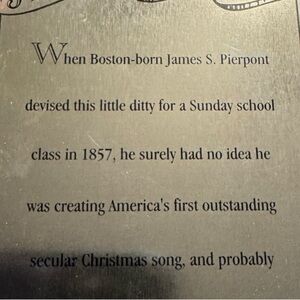 When Boston-born James S. Pierpont
devised this little ditty for a Sunday school
class in 1857, he surely had no idea he
was creating America's first outstanding
secular Christmas song, and probably